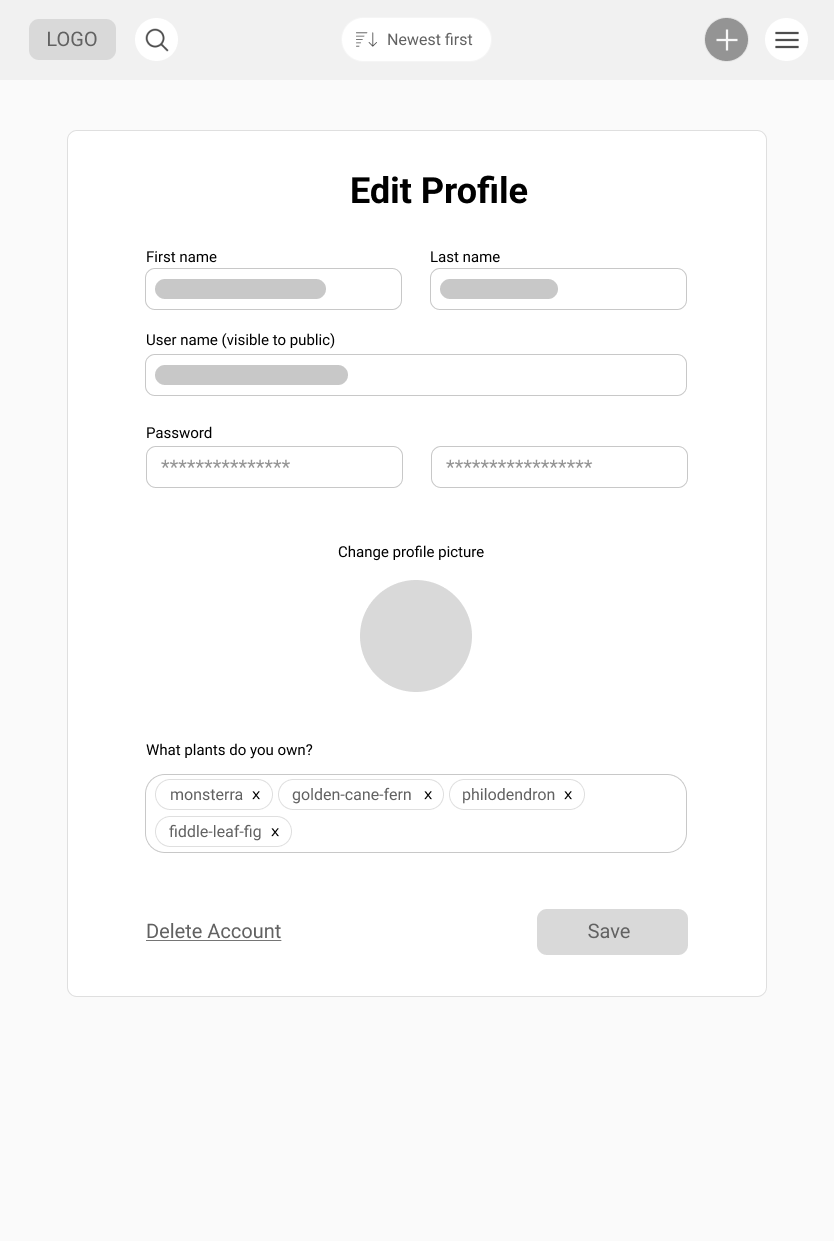 LOGO
Newest first
Edit Profile
First name
Last name
User name (visible to public)
Password
***************
*****************
Change profile picture
What plants do you own?
monsterra x golden-cane-fern x philodendron x
fiddle-leaf-fig x
Delete Account
Save